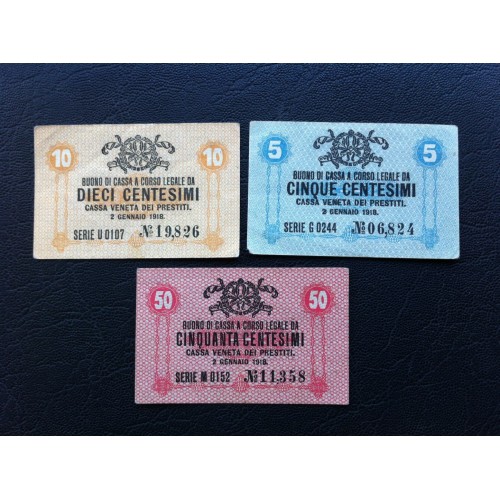 10 10
BUONO DI CASSA A CORSO LEGALE DA
DIECI CENTESIMI
CASSA VENETA DEI PRESTITI.
2 GENNAIO 1918.
SERIE U 0107 No 19,826
5 5
BUONO DI CASSA A CORSO LEGALE DA
CINQUE CENTESIMI
CASSA VENETA DEI PRESTITI.
2 GENNAIO 1918.
SERIE G 0244 No 06,824
50 50
BUONO DI CASSA A CORSO LEGALE DA
CINQUANTA CENTESIMI
CASSA VENETA DEI PRESTITI.
2 GENNAIO 1918.
SERIE M 0152 No 11,358